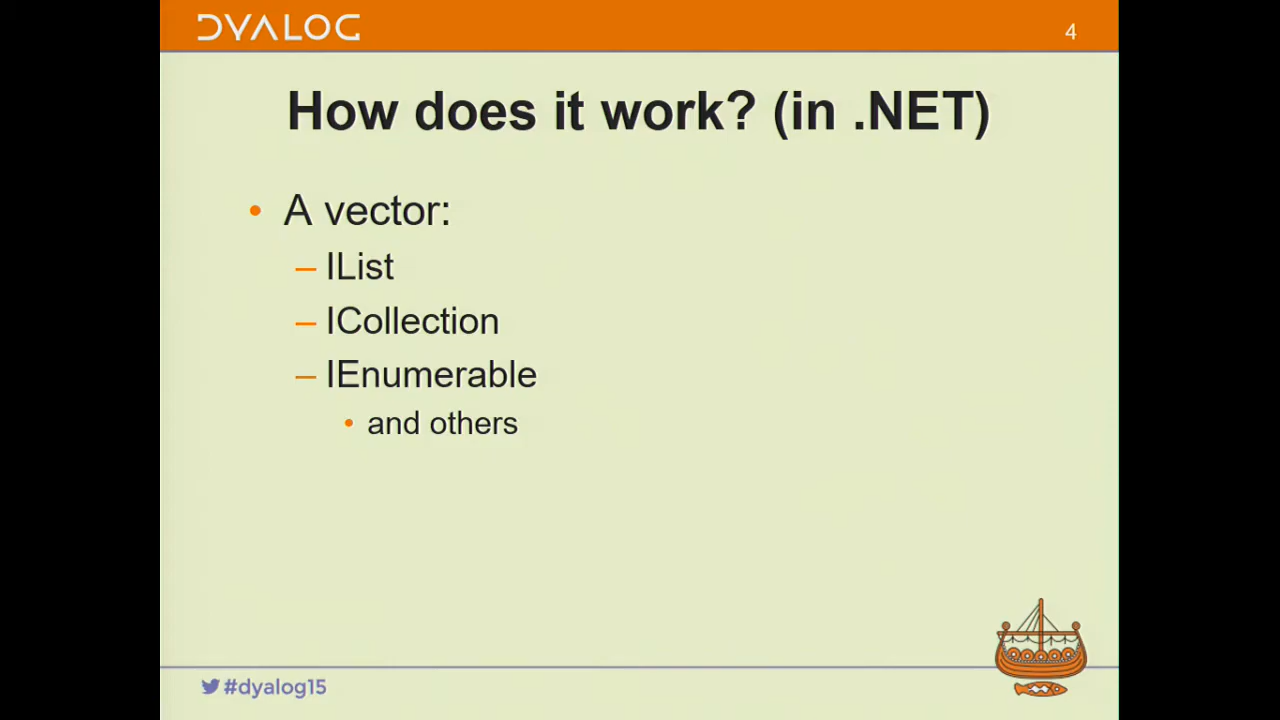 DYALOG
4
How does it work? (in .NET)
• A vector:
– IList
– ICollection
– IEnumerable
• and others
#dyalog15